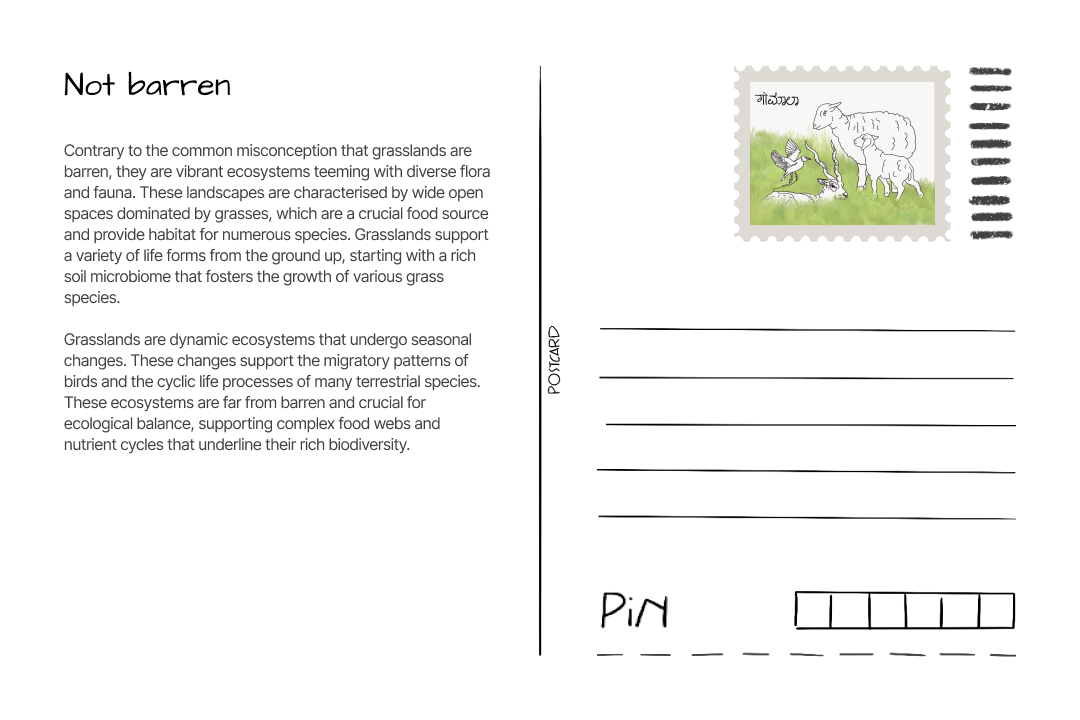 Not barren
Contrary to the common misconception that grasslands are
barren, they are vibrant ecosystems teeming with diverse flora
and fauna. These landscapes are characterised by wide open
spaces dominated by grasses, which are a crucial food source
and provide habitat for numerous species. Grasslands support
a variety of life forms from the ground up, starting with a rich
soil microbiome that fosters the growth of various grass
species.
Grasslands are dynamic ecosystems that undergo seasonal
changes. These changes support the migratory patterns of
birds and the cyclic life processes of many terrestrial species.
These ecosystems are far from barren and crucial for
ecological balance, supporting complex food webs and
nutrient cycles that underline their rich biodiversity.
POSTCARD
ಗೋಮಾಲಾ
PiN